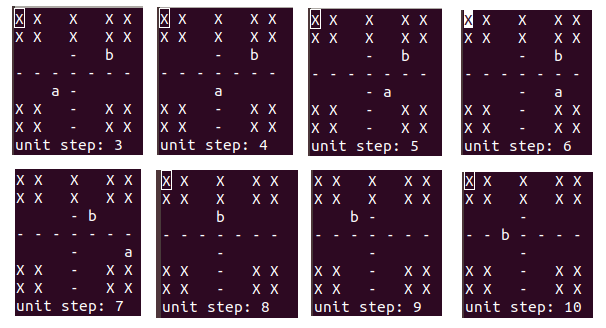 X X   X   X X
X X   X   X X
      -   b
- - - - - - -
    a -
X X   -   X X
X X   -   X X
unit step: 3
X X   X   X X
X X   X   X X
      -   b
- - - - - - -
      a
X X   -   X X
X X   -   X X
unit step: 4
X X   X   X X
X X   X   X X
      -   b
- - - - - - -
      - a
X X   -   X X
X X   -   X X
unit step: 5
X X   X   X X
X X   X   X X
      -   b
- - - - - - -
      -   a
X X   -   X X
X X   -   X X
unit step: 6
X X   X   X X
X X   X   X X
      - b
- - - - - - -
      -     a
X X   -   X X
X X   -   X X
unit step: 7
X X   X   X X
X X   X   X X
      b
- - - - - - -
      -
X X   -   X X
X X   -   X X
unit step: 8
X X   X   X X
X X   X   X X
    b -
- - - - - - -
      -
X X   -   X X
X X   -   X X
unit step: 9
X X   X   X X
X X   X   X X
      -
- - b - - - -
      -
X X   -   X X
X X   -   X X
unit step: 10